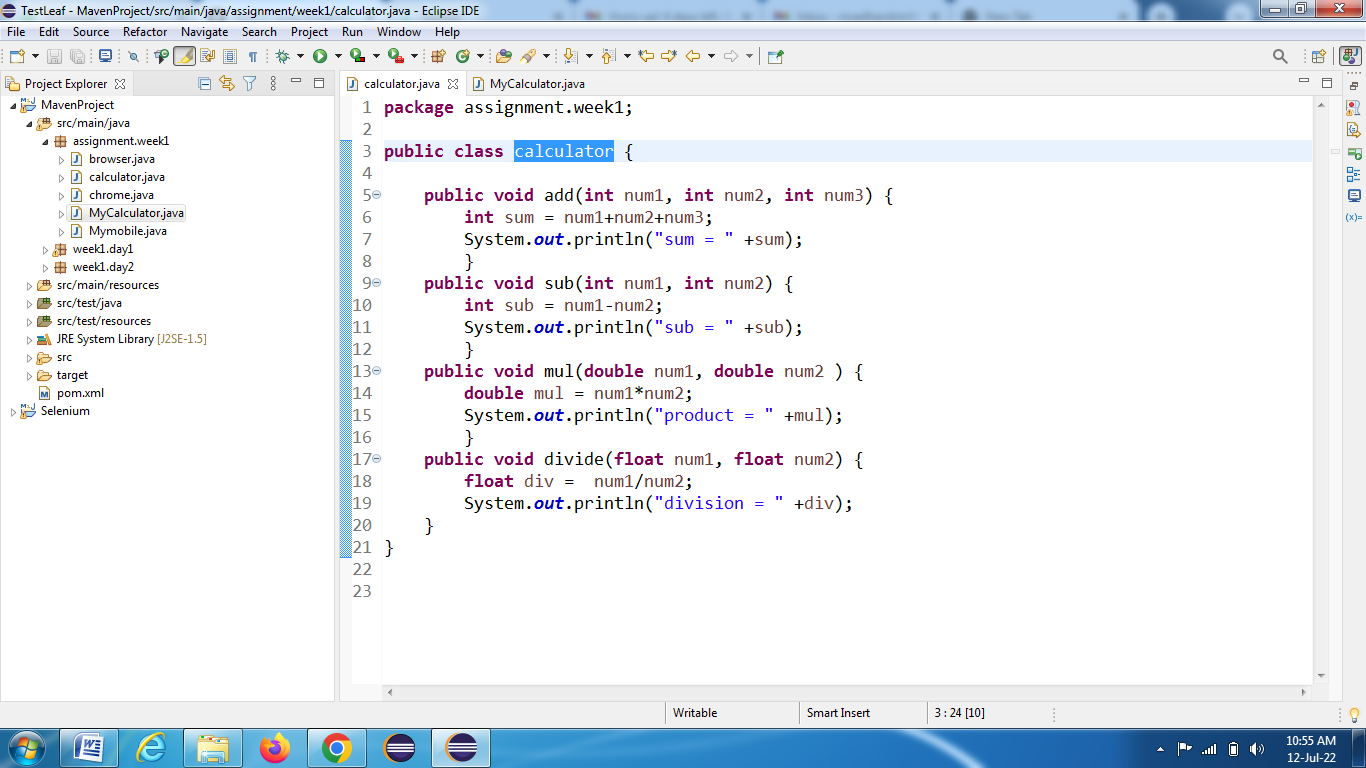 TestLeaf - MavenProject/src/main/java/assignment/week1/calculator.java - Eclipse IDE
File Edit Source Refactor Navigate Search Project Run Window Help
Project Explorer
calculator.java
MyCalculator.java
MavenProject
src/main/java
assignment.week1
browser.java
calculator.java
chrome.java
MyCalculator.java
Mymobile.java
week1.day1
week1.day2
src/main/resources
src/test/java
src/test/resources
JRE System Library [J2SE-1.5]
src
target
pom.xml
Selenium
1 package assignment.week1;
2
3 public class calculator {
4
5 public void add(int num1, int num2, int num3) {
6 int sum = num1+num2+num3;
7 System.out.println("sum = " +sum);
8 }
9 public void sub(int num1, int num2) {
10 int sub = num1-num2;
11 System.out.println("sub = " +sub);
12 }
13 public void mul(double num1, double num2 ) {
14 double mul = num1*num2;
15 System.out.println("product = " +mul);
16 }
17 public void divide(float num1, float num2) {
18 float div =  num1/num2;
19 System.out.println("division = " +div);
20 }
21 }
22
23
Writable
Smart Insert
3 : 24 [10]
10:55 AM
12-Jul-22